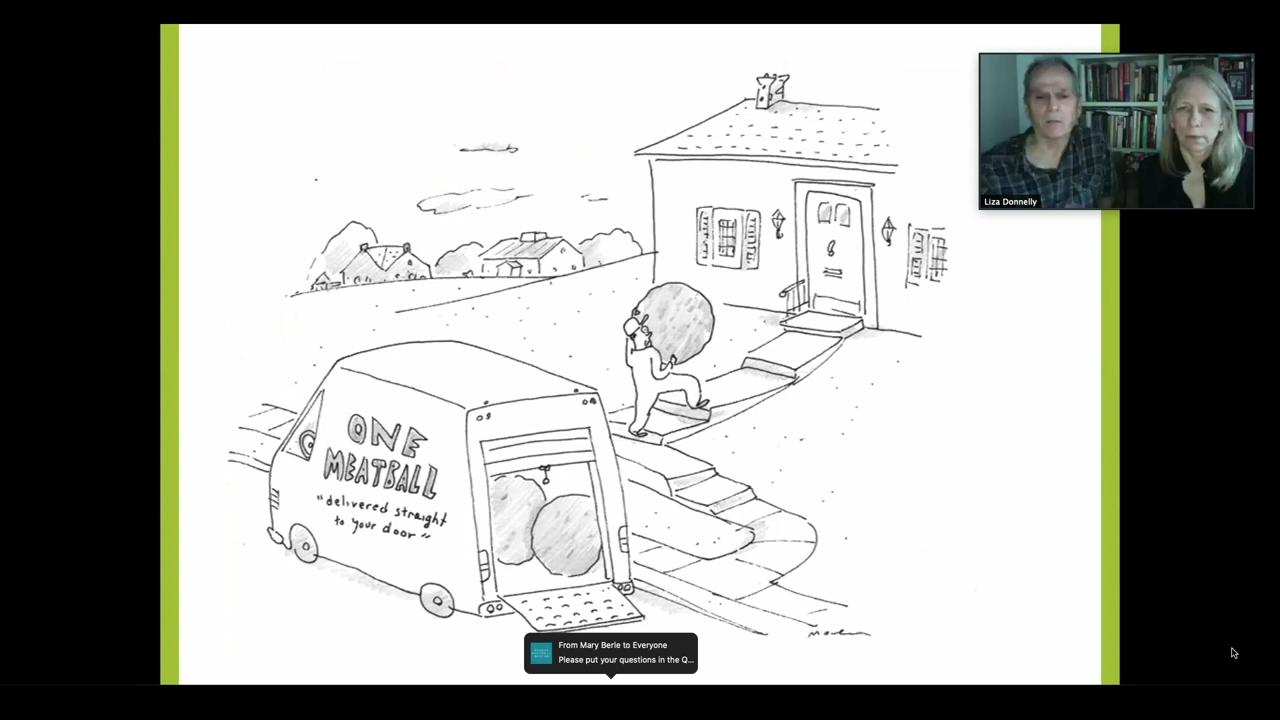 Liza Donnelly
ONE
MEATBALL
"delivered straight
to your door"
From Mary Berle to Everyone
Please put your questions in the Q...